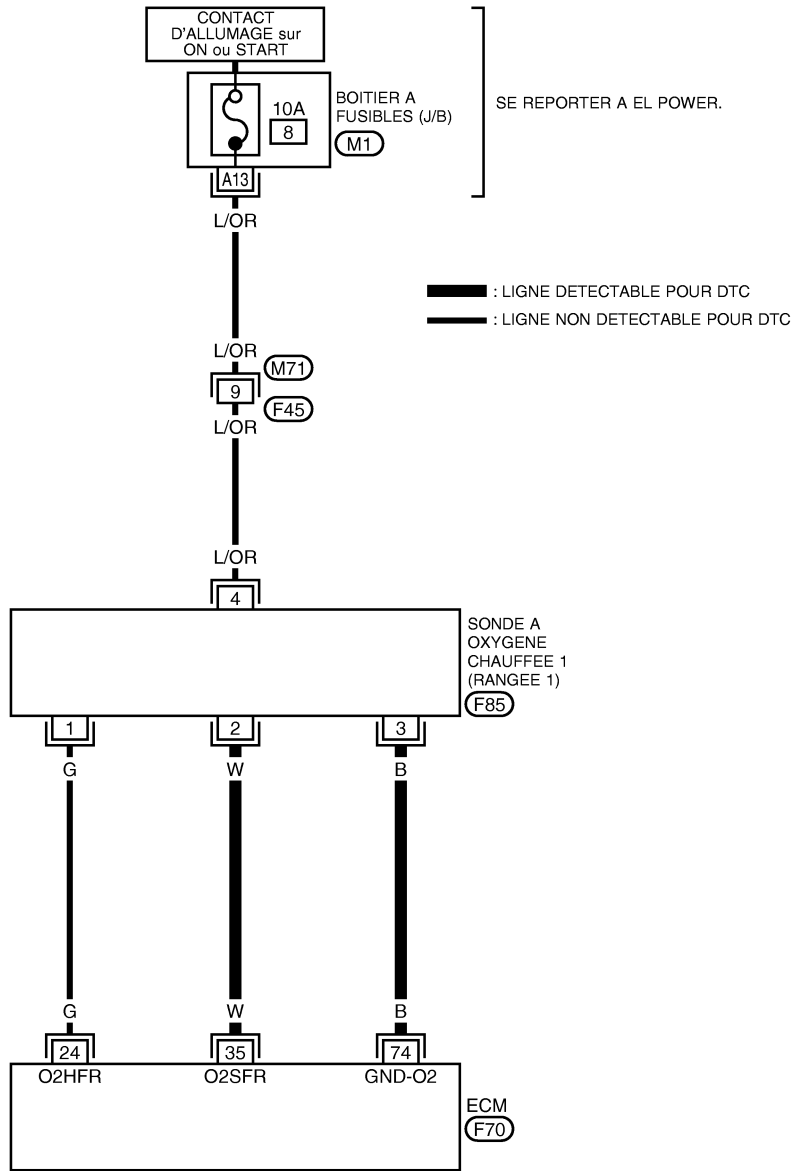 CONTACT
D'ALLUMAGE sur
ON ou START
10A
8
BOITIER A
FUSIBLES (J/B)
M1
SE REPORTER A EL POWER.
A13
L/OR
: LIGNE DETECTABLE POUR DTC
: LIGNE NON DETECTABLE POUR DTC
L/OR
M71
9
F45
L/OR
L/OR
4
SONDE A
OXYGENE
CHAUFFEE 1
(RANGEE 1)
F85
1 2 3
G W B
G W B
24 35 74
O2HFR O2SFR GND-O2
ECM
F70